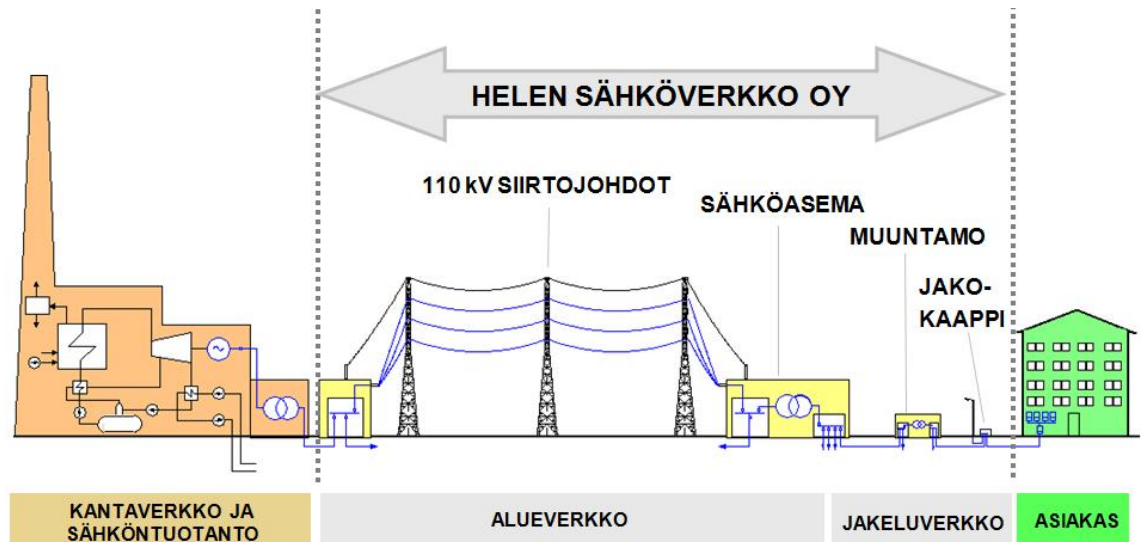 HELEN SÄHKÖVERKKO OY
110 kV SIIRTOJOHDOT
SÄHKÖASEMA
MUUNTAMO
JAKO-
KAAPPI
KANTAVERKKO JA
SÄHKÖNTUOTANTO
ALUEVERKKO
JAKELUVERKKO
ASIAKAS